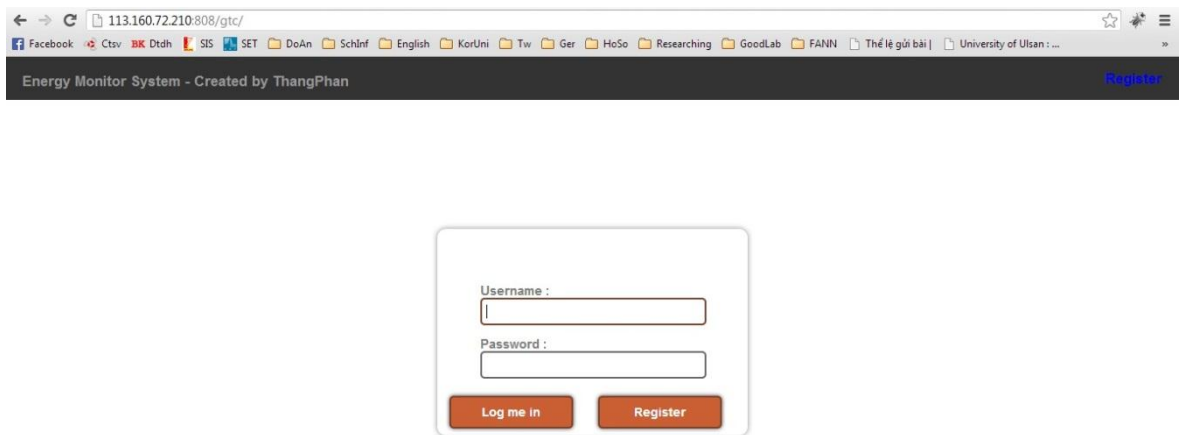 113.160.72.210:808/gtc/
Facebook Ctsv BK Dtdh SIS SET DoAn SchInf English KorUni Tw Ger HoSo Researching GoodLab FANN Thể lệ gửi bài | University of Ulsan : ... »
Energy Monitor System - Created by ThangPhan Register
Username :
Password :
Log me in Register